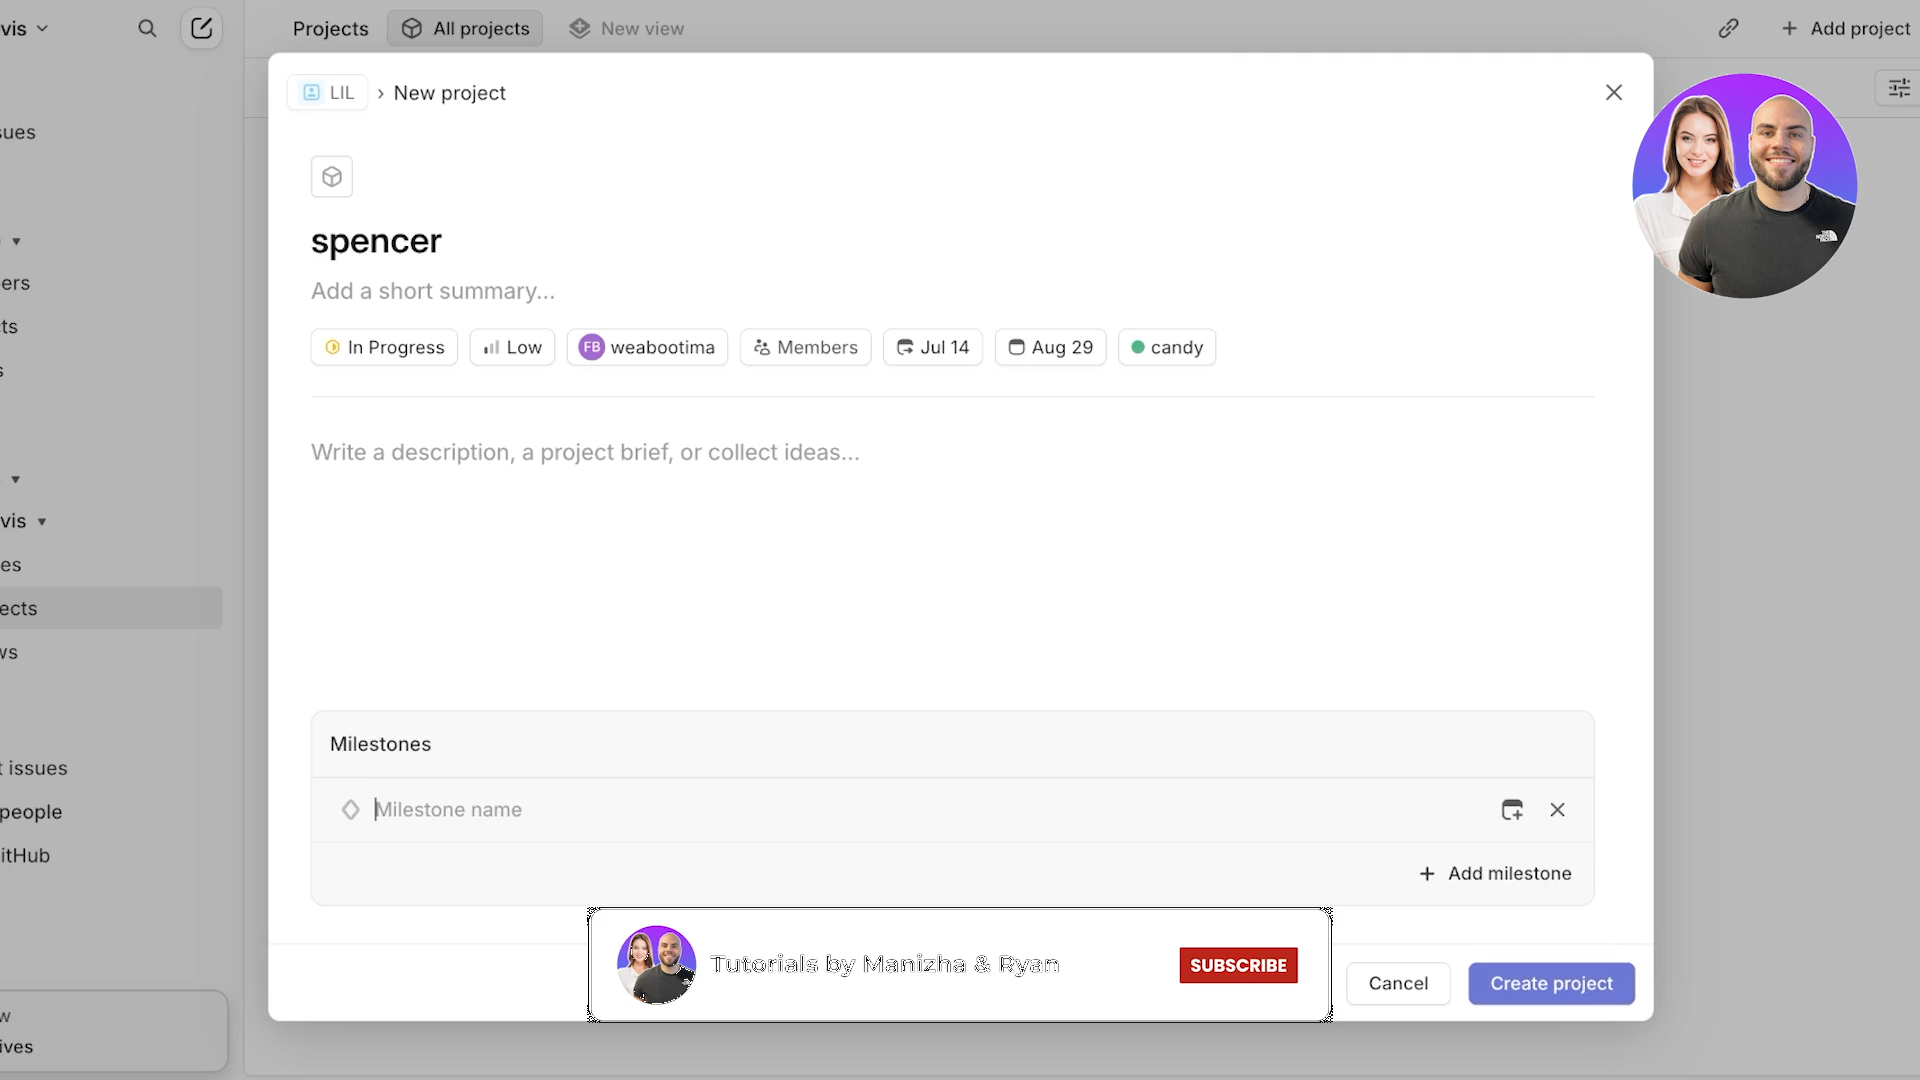 vis
Projects
All projects
New view
Add project
LIL › New project
sues
spencer
Add a short summary...
In Progress
Low
FB weabootima
Members
Jul 14
Aug 29
candy
ers
ts
s
Write a description, a project brief, or collect ideas...
vis
es
ects
ws
Milestones
Milestone name
Add milestone
t issues
people
itHub
Tutorials by Manizha & Ryan
SUBSCRIBE
Cancel
Create project
w
ives